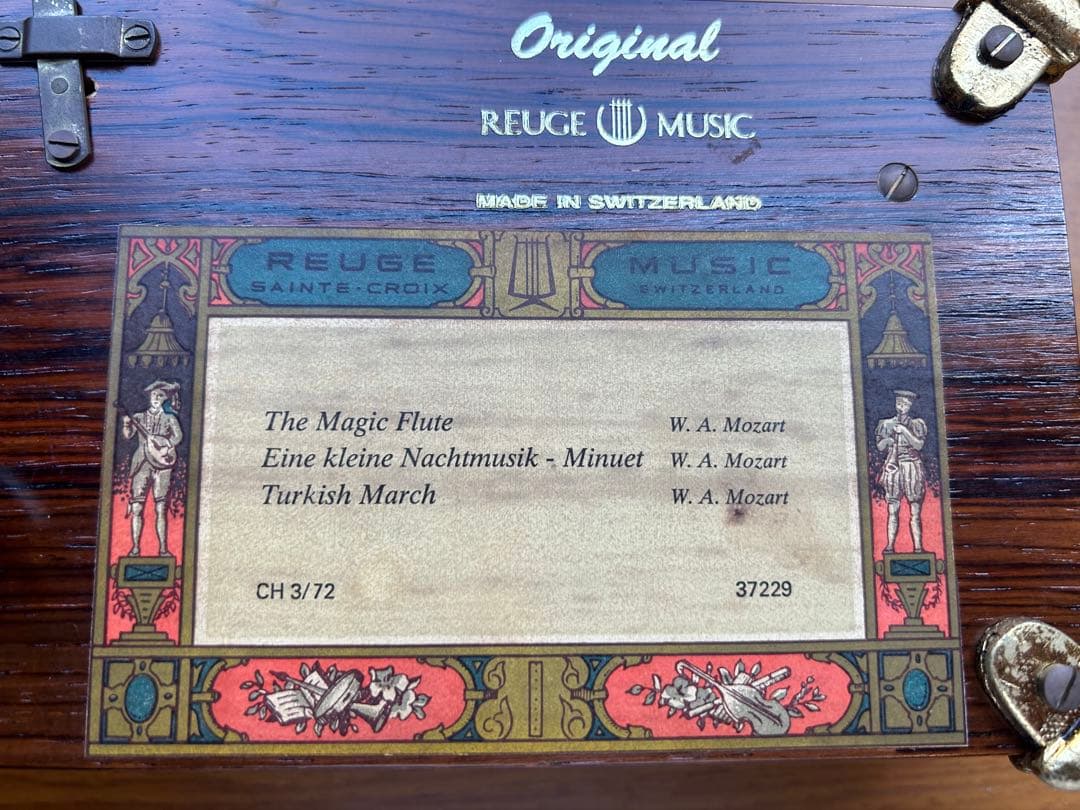 Original
REUGE MUSIC
MADE IN SWITZERLAND
REUGE MUSIC
SAINTE-CROIX SWITZERLAND
The Magic Flute W. A. Mozart
Eine kleine Nachtmusik - Minuet W. A. Mozart
Turkish March W. A. Mozart
CH 3/72 37229